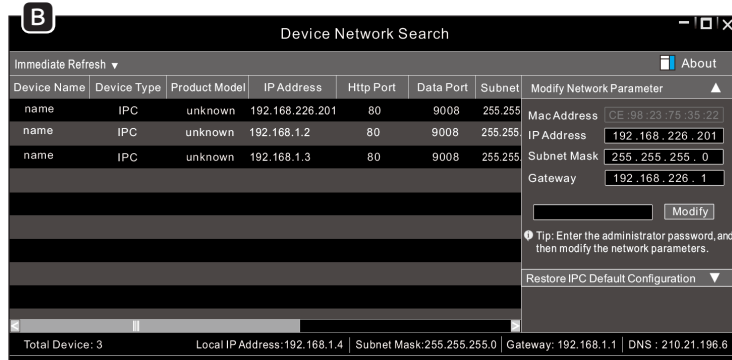 B
Device Network Search
Immediate Refresh ▼
About
Device Name Device Type Product Model IP Address Http Port Data Port Subnet
name IPC unknown 192.168.226.201 80 9008 255.255
name IPC unknown 192.168.1.2 80 9008 255.255.
name IPC unknown 192.168.1.3 80 9008 255.255.
Modify Network Parameter ▲
Mac Address CE :98 :23 :75 :35 :22
IP Address 192 .168 . 226 . 201
Subnet Mask 255 . 255 . 255 . 0
Gateway 192 .168 . 226 . 1
Modify
Tip: Enter the administrator password, and
then modify the network parameters.
Restore IPC Default Configuration ▼
Total Device: 3 Local IP Address:192.168.1.4 Subnet Mask:255.255.255.0 Gateway: 192.168.1.1 DNS : 210.21.196.6